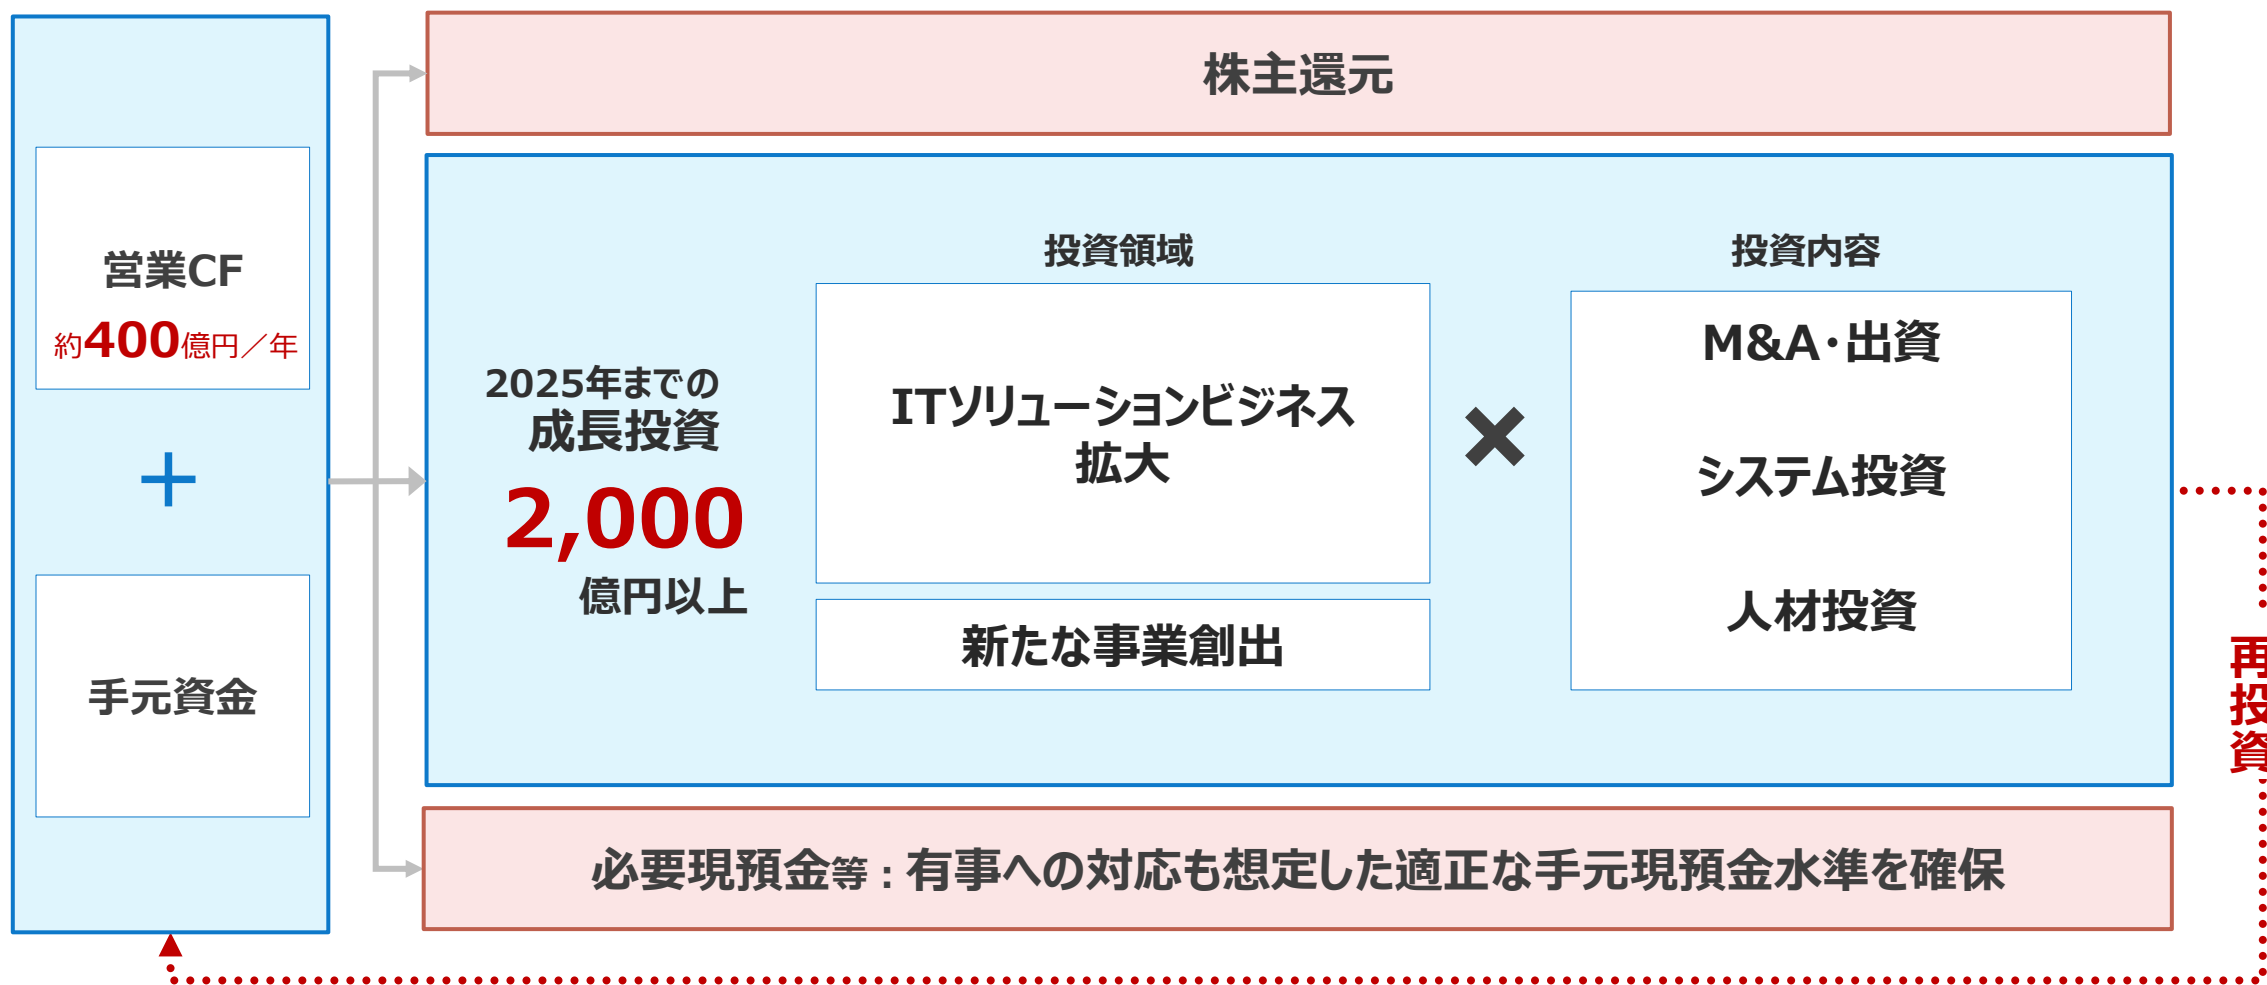 株主還元
営業CF
約400億円／年
＋
手元資金
2025年までの
成長投資
2,000
億円以上
投資領域
ITソリューションビジネス
拡大
新たな事業創出
×
投資内容
M&A･出資
システム投資
人材投資
必要現預金等：有事への対応も想定した適正な手元現預金水準を確保
再投資